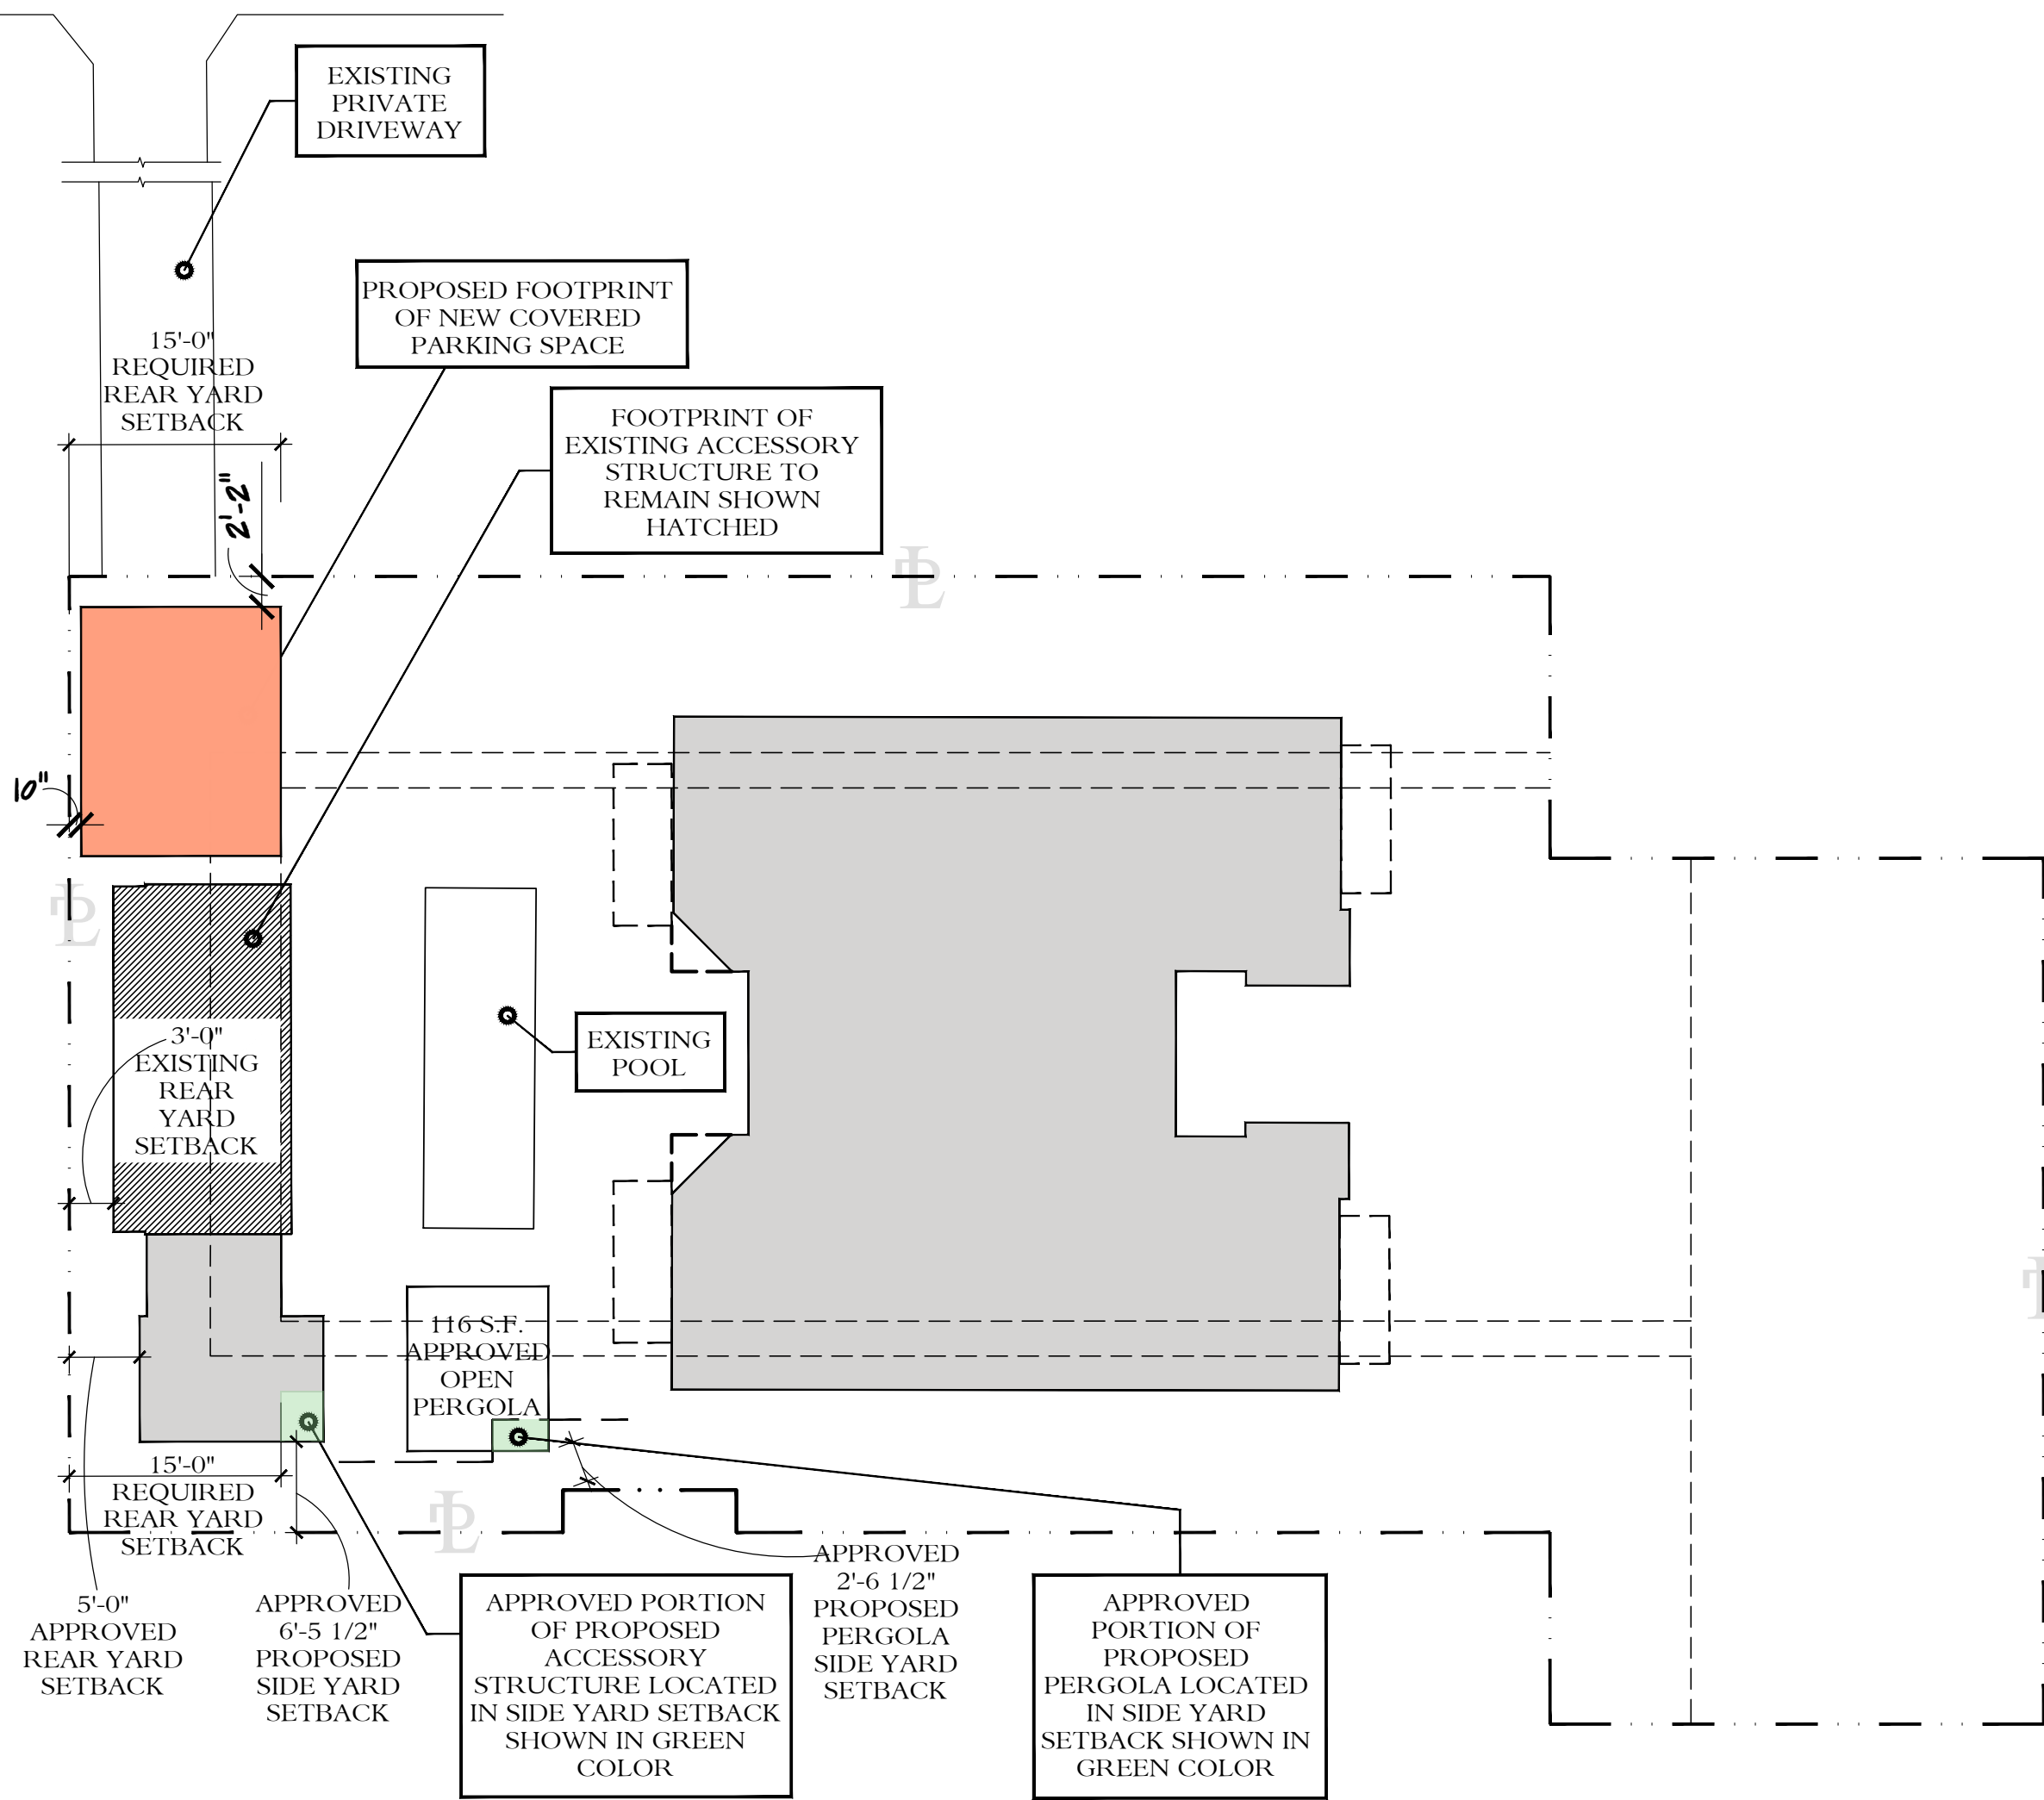 EXISTING
PRIVATE
DRIVEWAY
PROPOSED FOOTPRINT
OF NEW COVERED
PARKING SPACE
15'-0"
REQUIRED
REAR YARD
SETBACK
FOOTPRINT OF
EXISTING ACCESSORY
STRUCTURE TO
REMAIN SHOWN
HATCHED
2'-2"
PL
10"
PL
3'-0"
EXISTING
REAR
YARD
SETBACK
EXISTING
POOL
PL
116 S.F.
APPROVED
OPEN
PERGOLA
15'-0"
REQUIRED
REAR YARD
SETBACK
PL
5'-0"
APPROVED
REAR YARD
SETBACK
APPROVED
6'-5 1/2"
PROPOSED
SIDE YARD
SETBACK
APPROVED PORTION
OF PROPOSED
ACCESSORY
STRUCTURE LOCATED
IN SIDE YARD SETBACK
SHOWN IN GREEN
COLOR
APPROVED
2'-6 1/2"
PROPOSED
PERGOLA
SIDE YARD
SETBACK
APPROVED
PORTION OF
PROPOSED
PERGOLA LOCATED
IN SIDE YARD
SETBACK SHOWN IN
GREEN COLOR